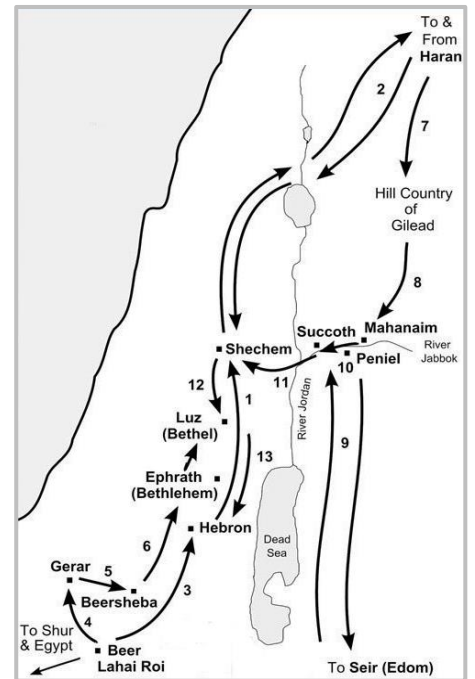 To &
From
Haran
2
7
Hill Country
of
Gilead
8
Succoth
Mahanaim
River
Jabbok
Peniel
10
Shechem
11
12
1
Luz
(Bethel)
River Jordan
9
13
Ephrath
(Bethlehem)
Hebron
6
Dead
Sea
Gerar
5
Beersheba
3
4
To Shur
& Egypt
Beer
Lahai Roi
To Seir (Edom)